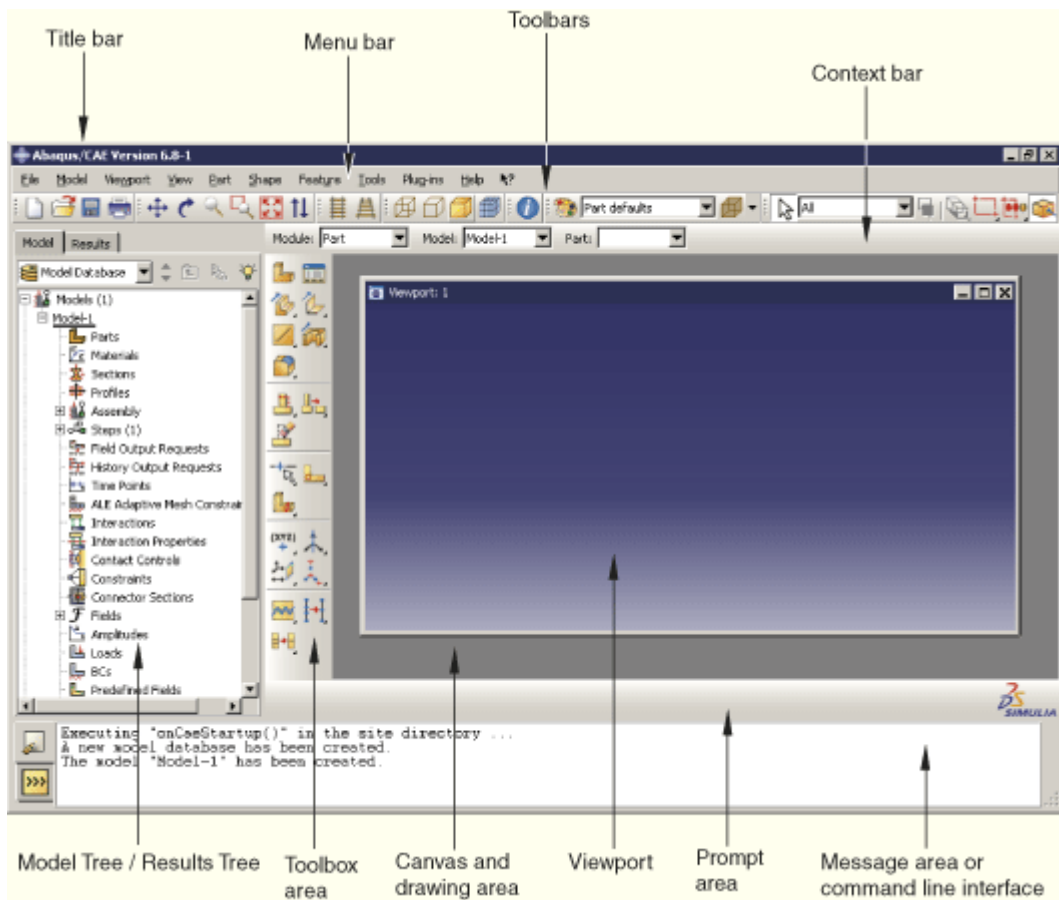 Toolbars
Title bar
Menu bar
Context bar
Abaqus/CAE Version 6.8-1
File Model Viewport View Part Shape Feature Tools Plug-ins Help
Part defaults
All
Model Results
Module: Part Model: Model-1 Part:
Model Database
Models (1)
Model-1
Parts
Materials
Sections
Profiles
Assembly
Steps (1)
Field Output Requests
History Output Requests
Time Points
ALE Adaptive Mesh Constrai
Interactions
Interaction Properties
Contact Controls
Constraints
Connector Sections
Fields
Amplitudes
Loads
BCs
Predefined Fields
(XYZ)
Viewport: 1
SIMULIA
Executing "onCaeStartup()" in the site directory ...
A new model database has been created.
The model "Model-1" has been created.
>>>
Model Tree / Results Tree
Toolbox
area
Canvas and
drawing area
Viewport
Prompt
area
Message area or
command line interface